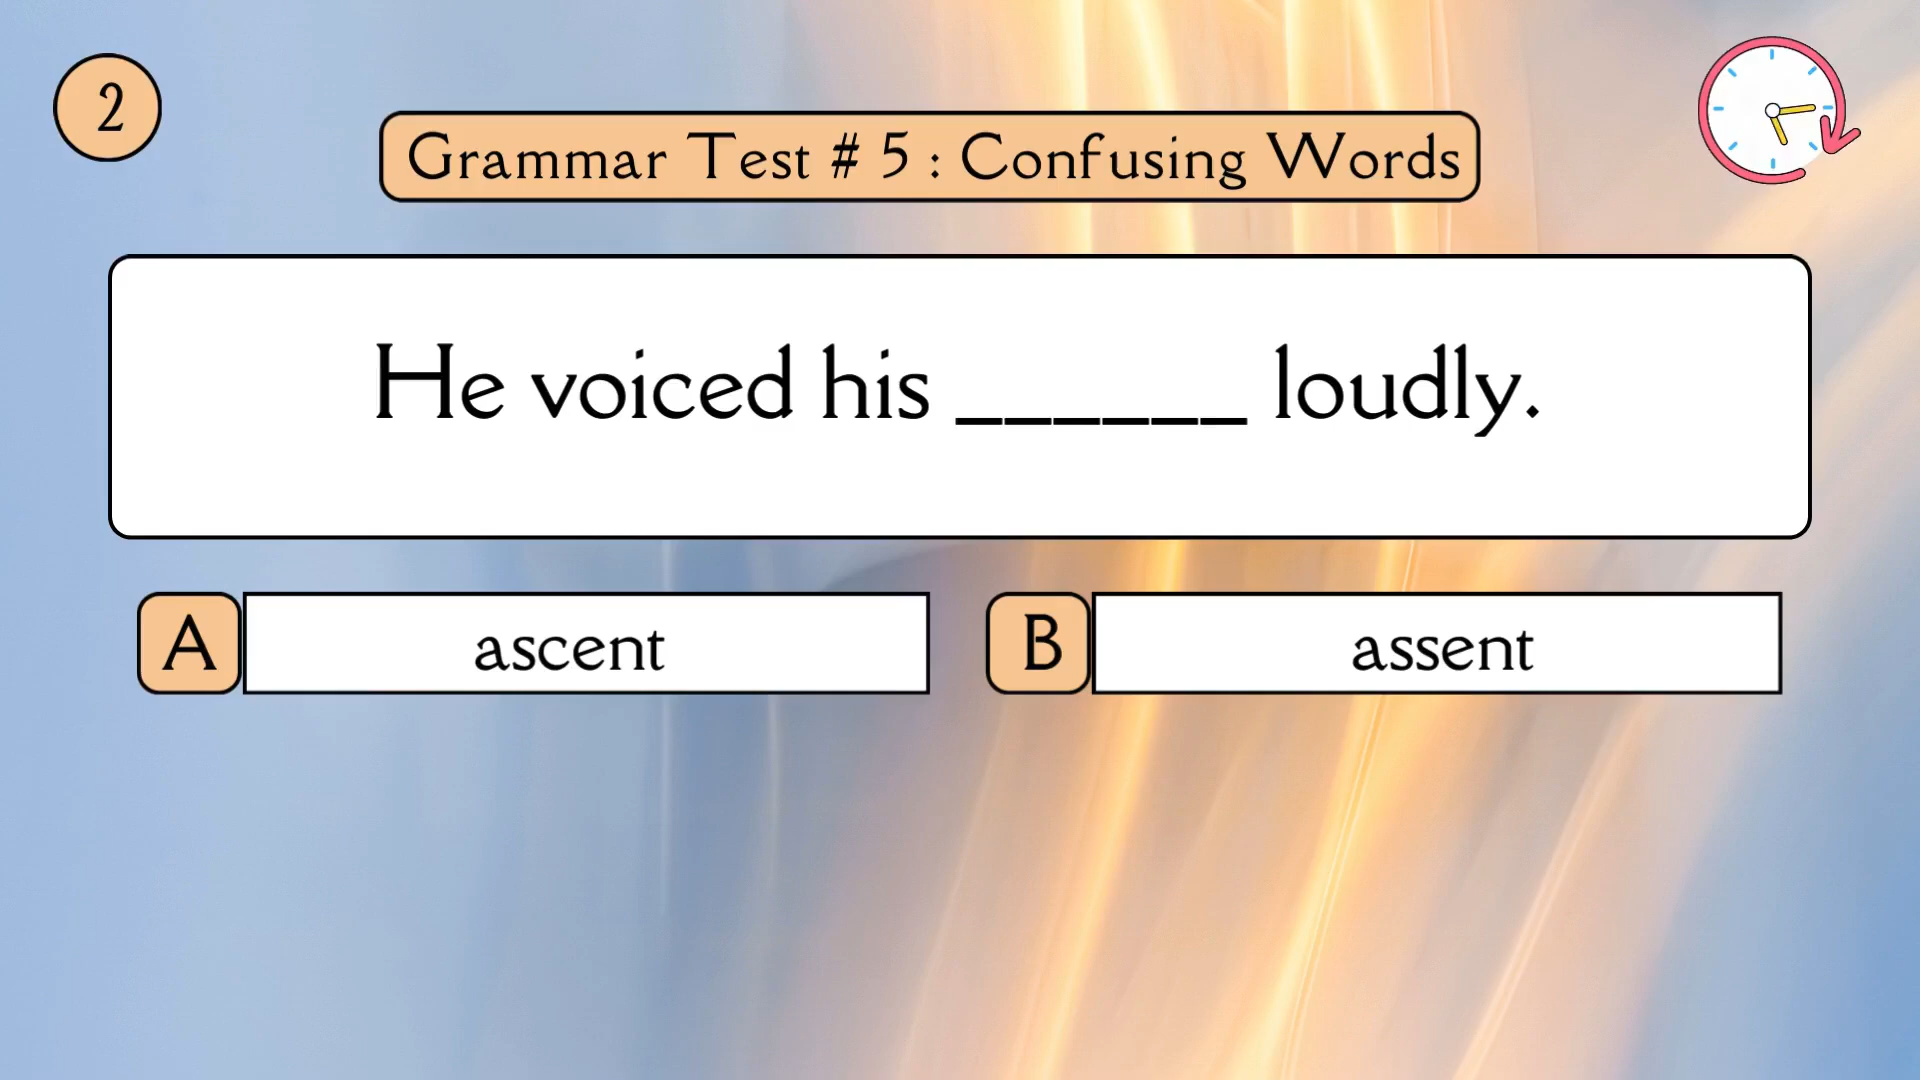 2
Grammar Test # 5 : Confusing Words
He voiced his ______ loudly.
A ascent
B assent